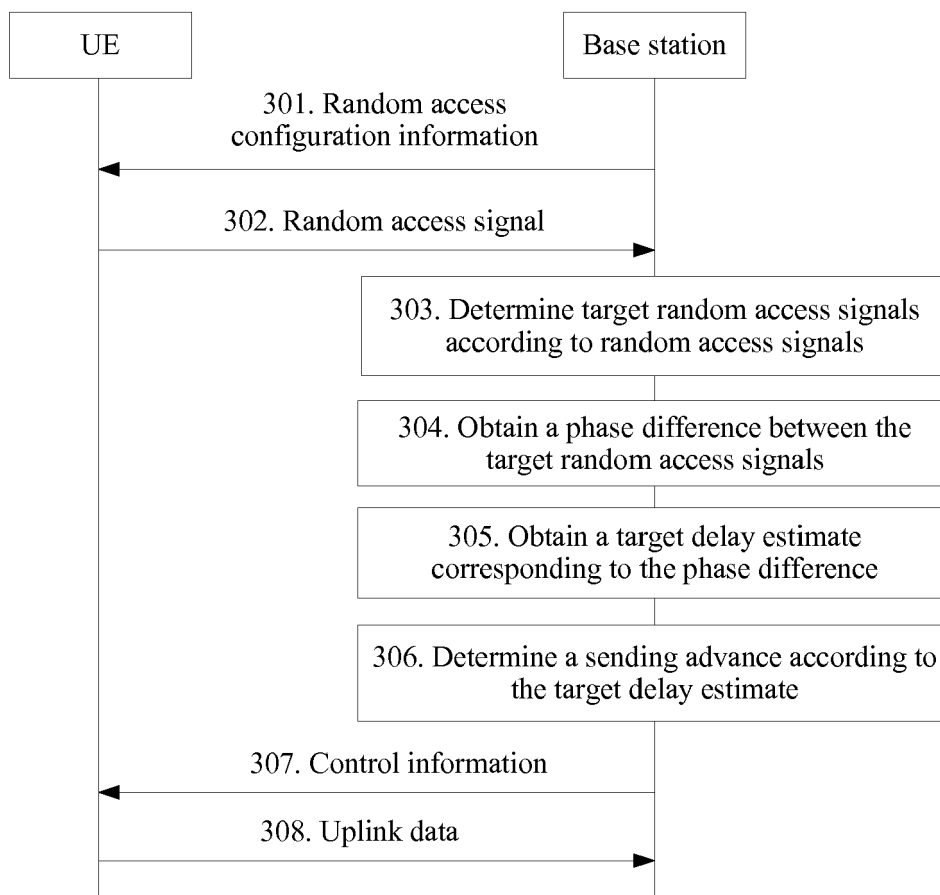 UE
Base station
301. Random access
configuration information
302. Random access signal
303. Determine target random access signals
according to random access signals
304. Obtain a phase difference between the
target random access signals
305. Obtain a target delay estimate
corresponding to the phase difference
306. Determine a sending advance according to
the target delay estimate
307. Control information
308. Uplink data